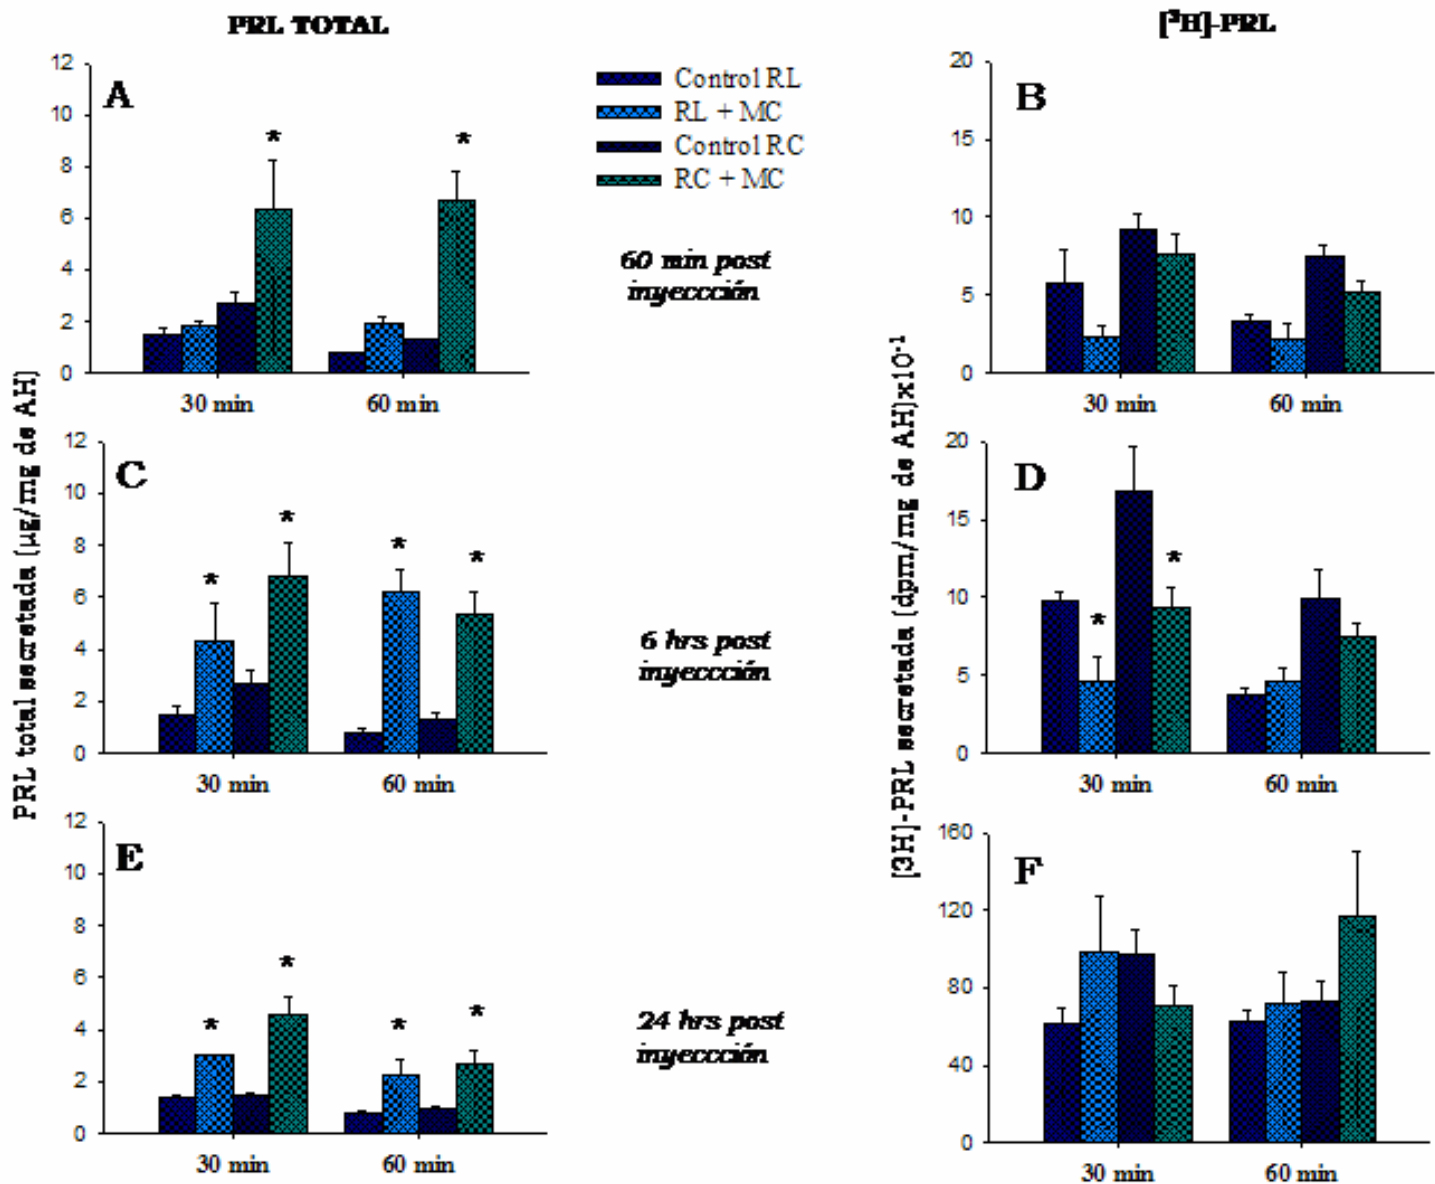 PRL TOTAL
[³H]-PRL
Control RL
RL + MC
Control RC
RC + MC
A
12
10
8
6
4
2
0
*
*
30 min
60 min
60 min post
inyeccción
B
20
15
10
5
0
30 min
60 min
PRL total secretada (µg/mg de AH)
[3H]-PRL secretada (dpm/mg de AH)x10⁻¹
C
12
10
8
6
4
2
0
*
*
*
*
30 min
60 min
6 hrs post
inyeccción
D
20
15
10
5
0
*
*
30 min
60 min
E
12
10
8
6
4
2
0
*
*
*
*
30 min
60 min
24 hrs post
inyeccción
F
160
120
80
40
0
30 min
60 min